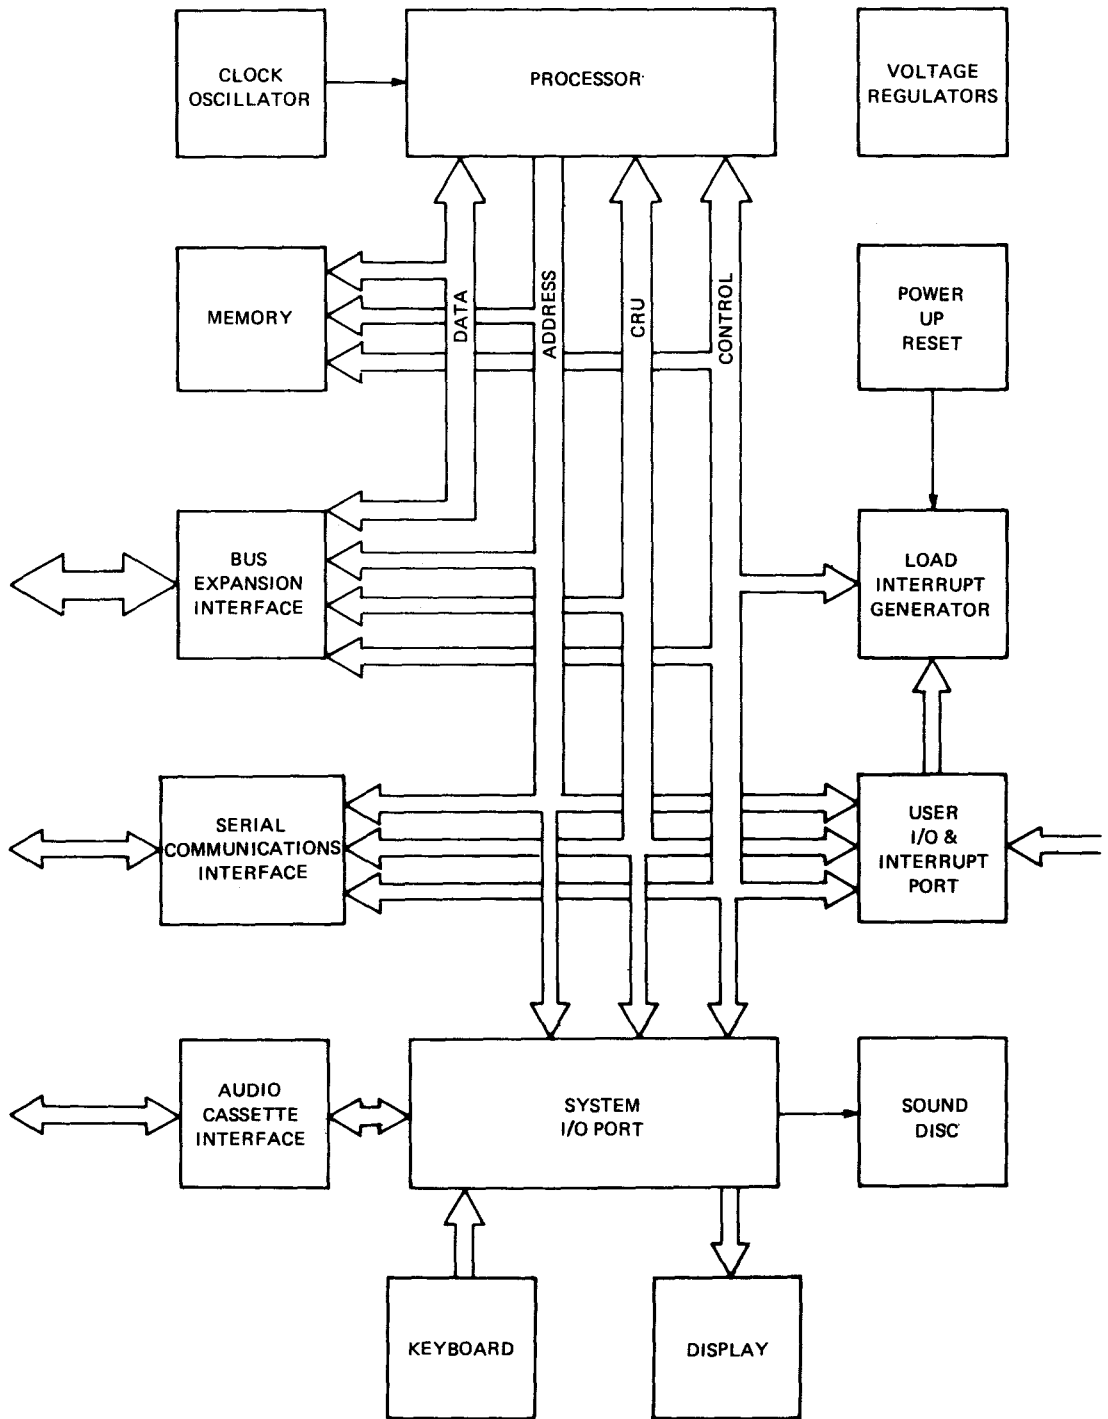 CLOCK
OSCILLATOR
PROCESSOR
VOLTAGE
REGULATORS
MEMORY
DATA
ADDRESS
CRU
CONTROL
POWER
UP
RESET
BUS
EXPANSION
INTERFACE
LOAD
INTERRUPT
GENERATOR
SERIAL
COMMUNICATIONS
INTERFACE
USER
I/O &
INTERRUPT
PORT
AUDIO
CASSETTE
INTERFACE
SYSTEM
I/O PORT
SOUND
DISC
KEYBOARD
DISPLAY